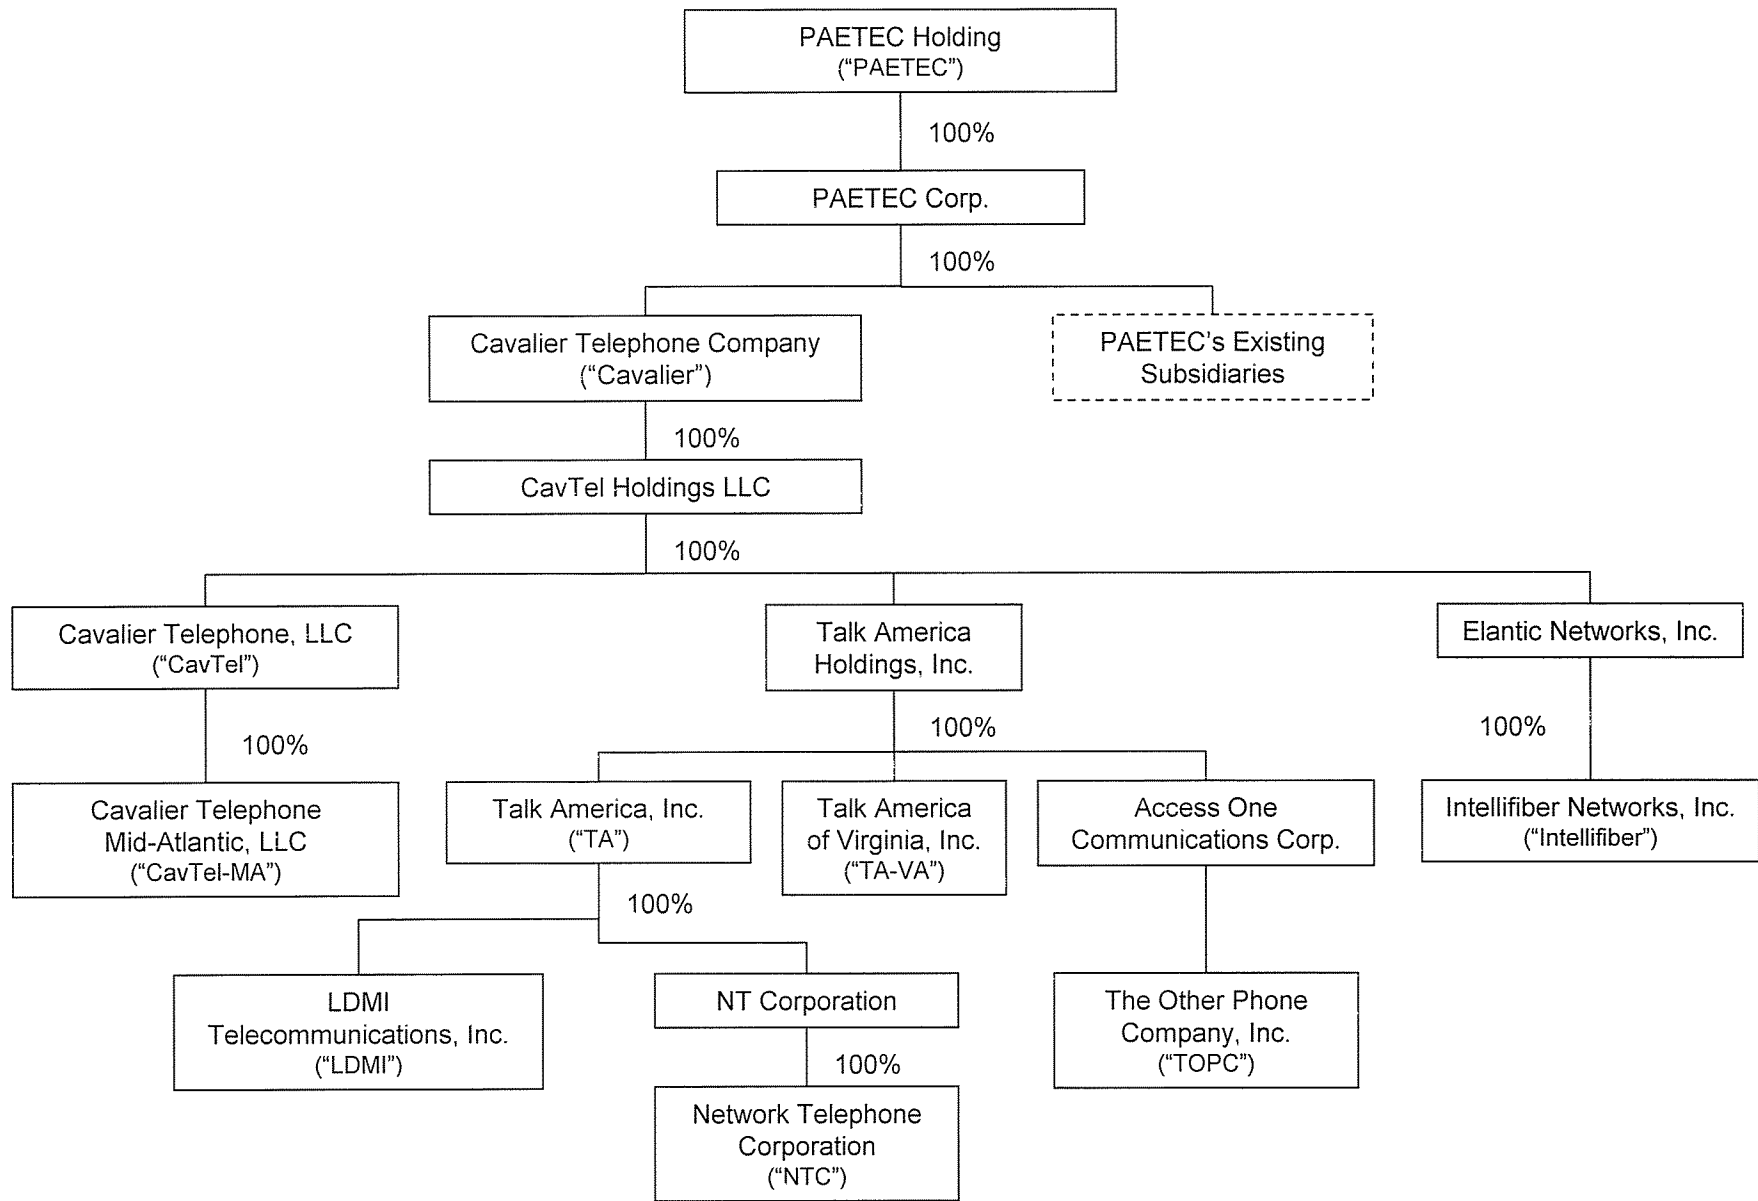 PAETEC Holding
(“PAETEC”)
100%
PAETEC Corp.
100%
Cavalier Telephone Company
(“Cavalier”)
PAETEC’s Existing
Subsidiaries
100%
CavTel Holdings LLC
100%
Cavalier Telephone, LLC
(“CavTel”)
Talk America
Holdings, Inc.
Elantic Networks, Inc.
100%
100%
100%
Cavalier Telephone
Mid-Atlantic, LLC
(“CavTel-MA”)
Talk America, Inc.
(“TA”)
Talk America
of Virginia, Inc.
(“TA-VA”)
Access One
Communications Corp.
Intellifiber Networks, Inc.
(“Intellifiber”)
100%
LDMI
Telecommunications, Inc.
(“LDMI”)
NT Corporation
The Other Phone
Company, Inc.
(“TOPC”)
100%
Network Telephone
Corporation
(“NTC”)